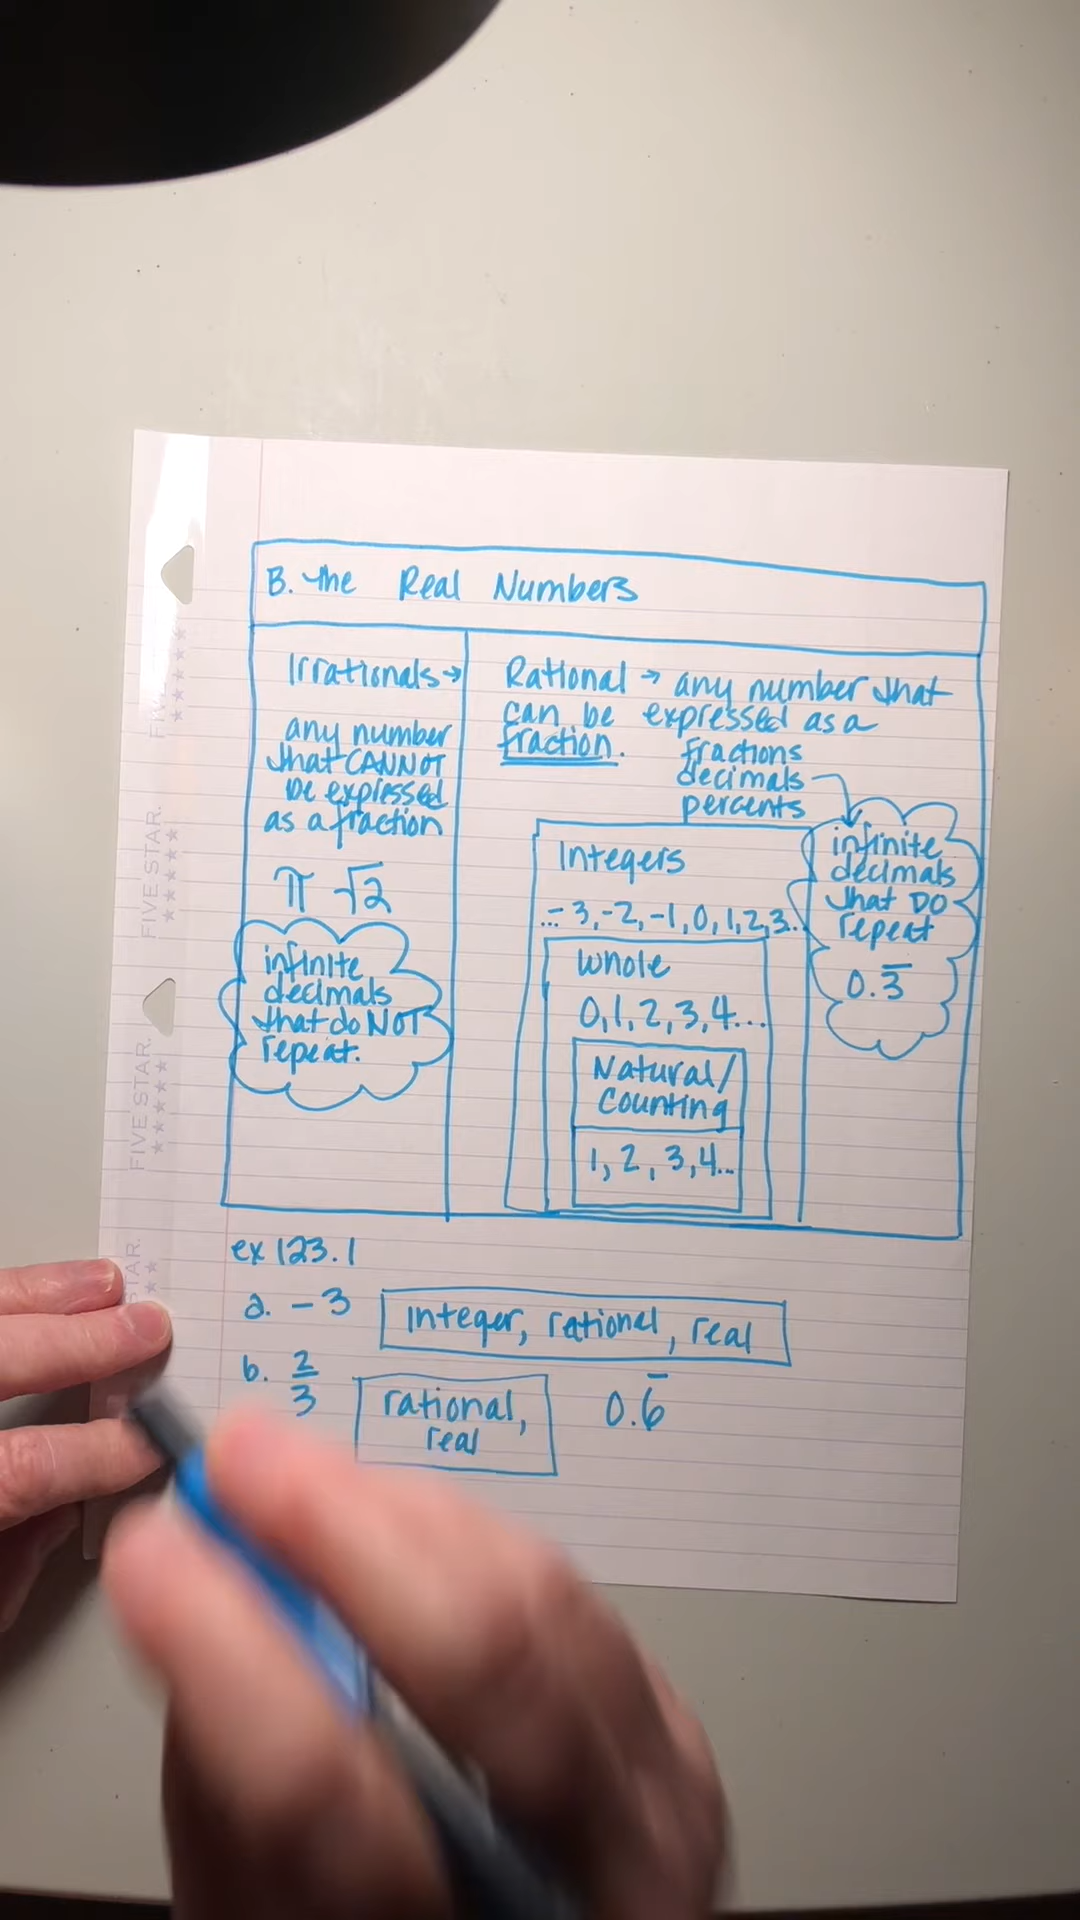 B. the Real Numbers
Irrationals →
any number
that CANNOT
be expressed
as a fraction
π √2
infinite
decimals
that do NOT
repeat.
Rational → any number that
can be expressed as a
fraction.
fractions
decimals
percents
Integers
...-3, -2, -1, 0, 1, 2, 3...
Whole
0, 1, 2, 3, 4...
Natural/
Counting
1, 2, 3, 4...
infinite
decimals
that DO
repeat
0.3̅
ex 123.1
a. -3 Integer, rational, real
b. 2/3 rational,
real
0.6̅
FIVE STAR.
FIVE STAR.
FIVE STAR.
STAR.